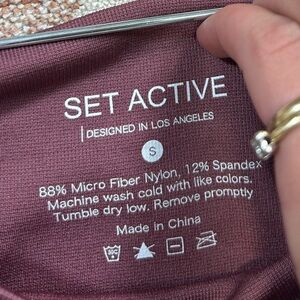 SET ACTIVE
DESIGNED IN LOS ANGELES
S
88% Micro Fiber Nylon, 12% Spandex
Machine wash cold with like colors.
Tumble dry low. Remove promptly
Made in China